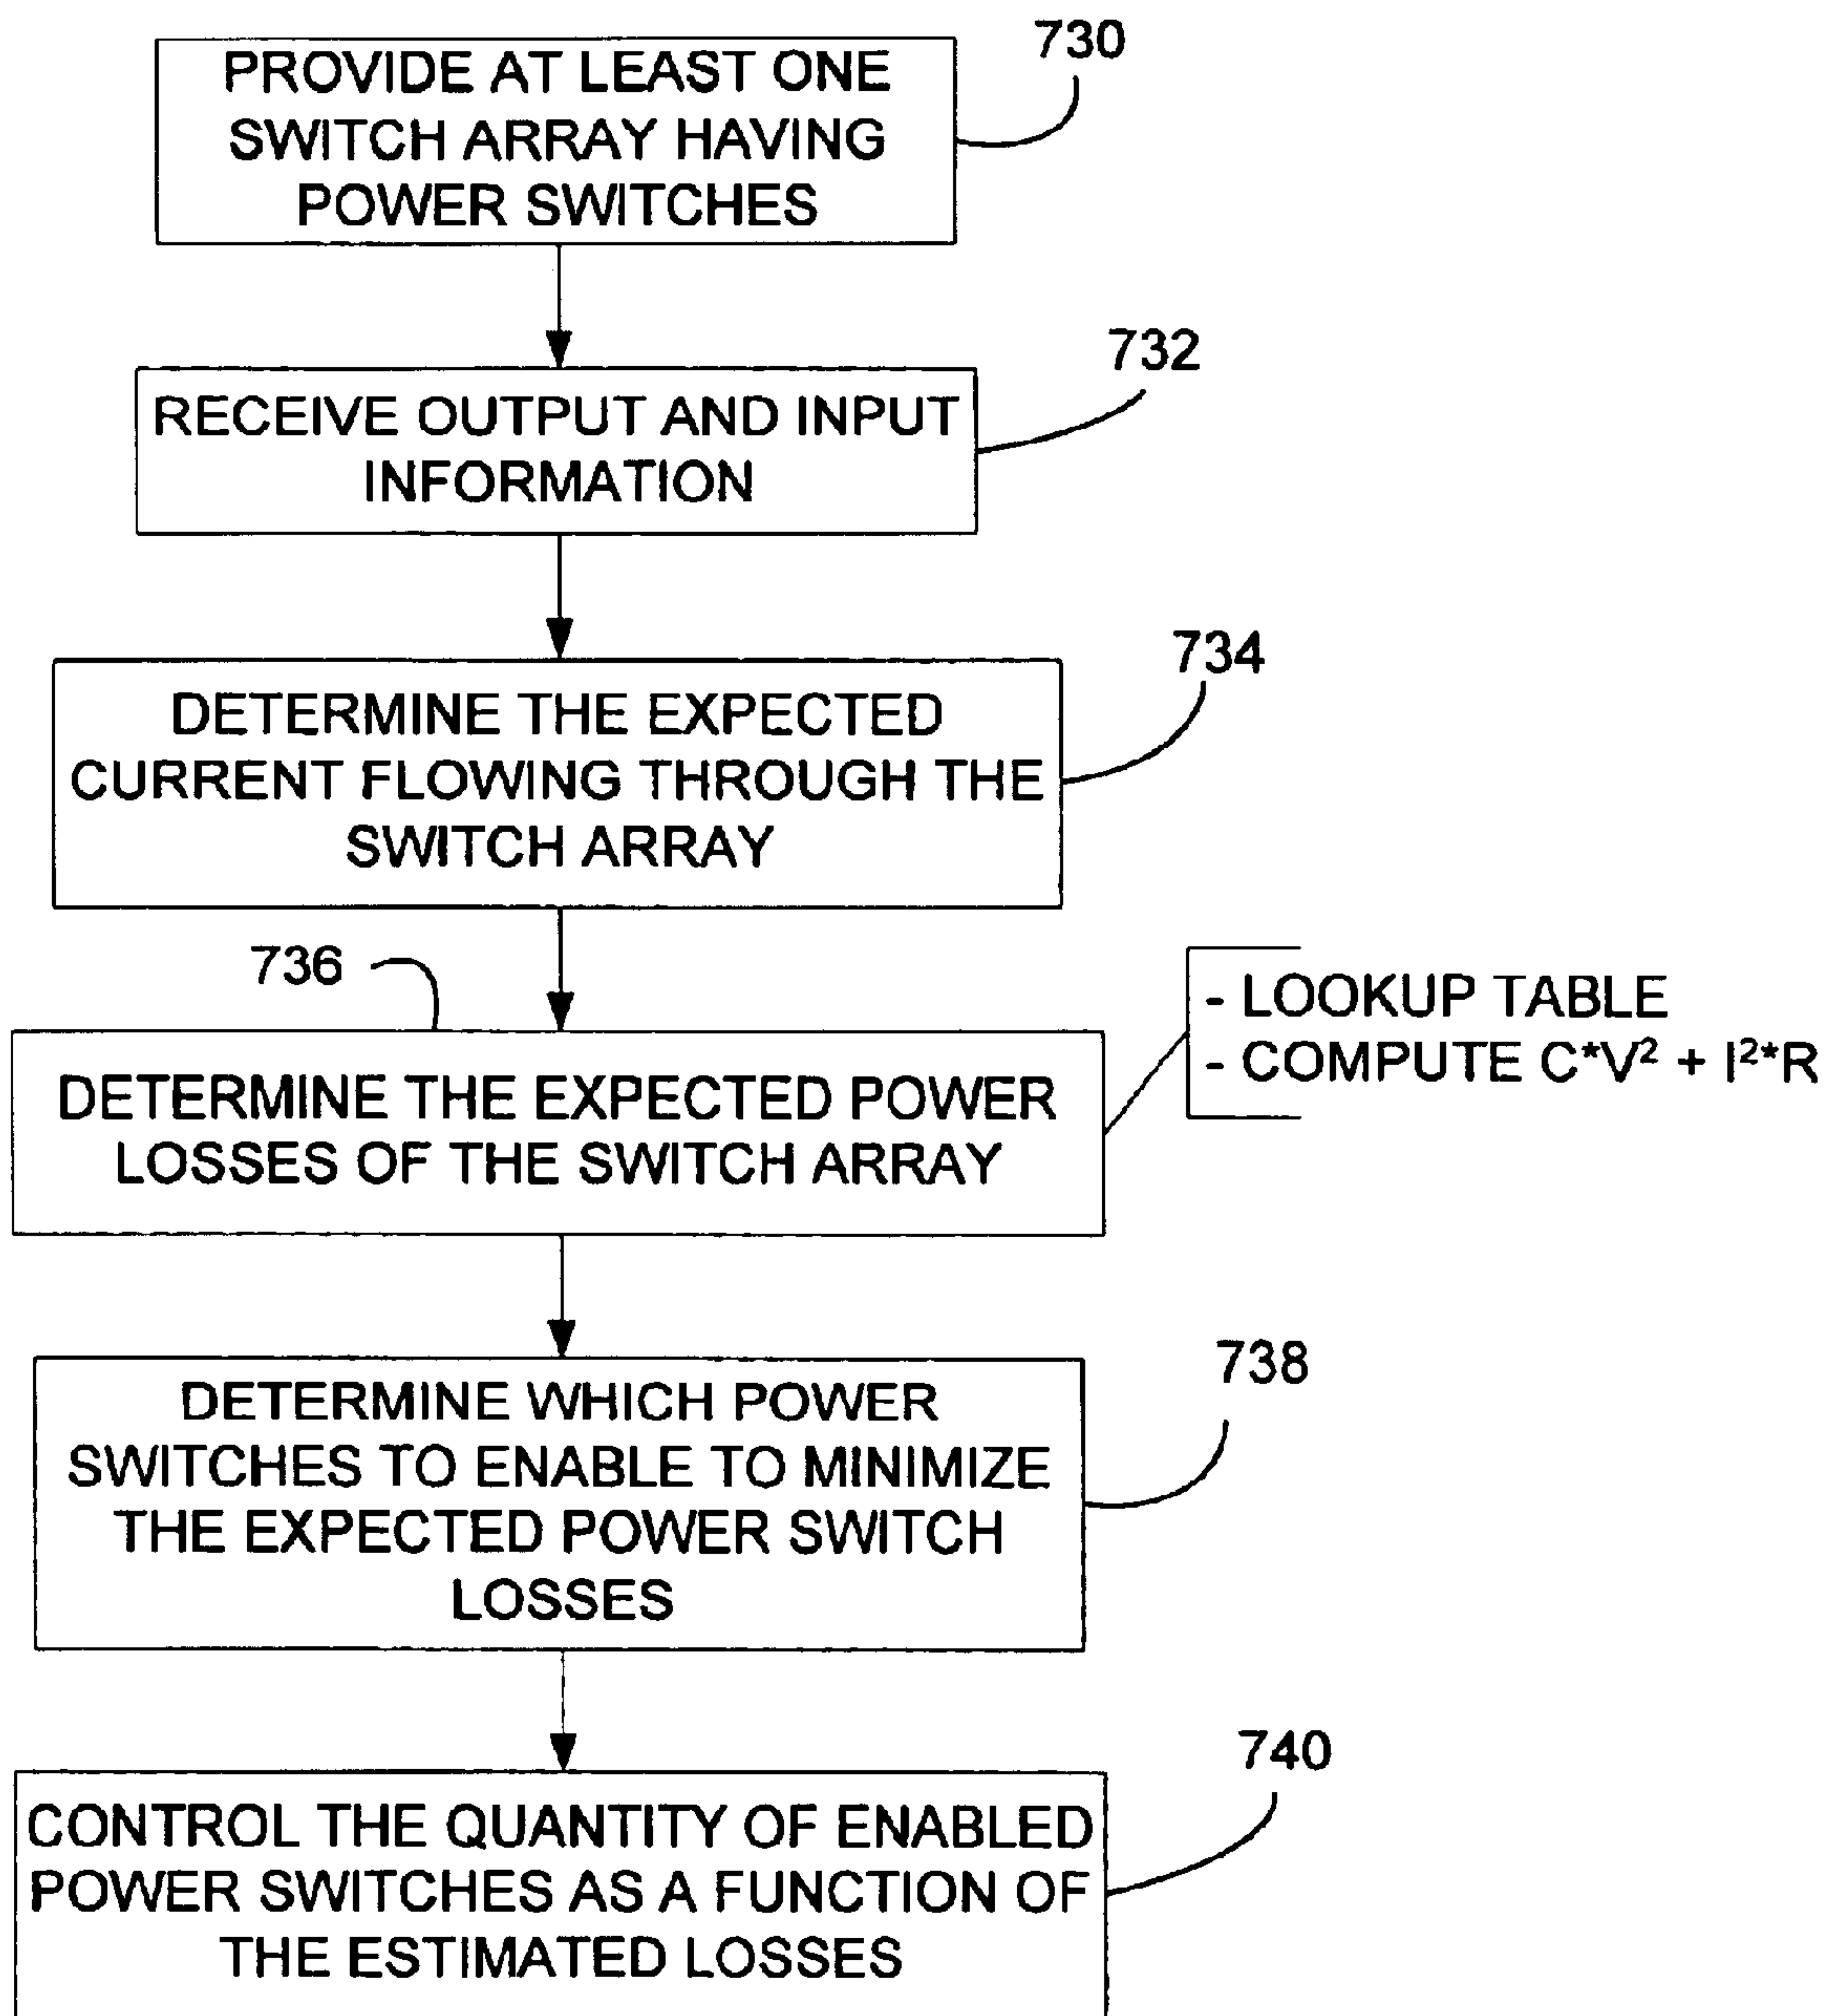 730
PROVIDE AT LEAST ONE
SWITCH ARRAY HAVING
POWER SWITCHES
732
RECEIVE OUTPUT AND INPUT
INFORMATION
734
DETERMINE THE EXPECTED
CURRENT FLOWING THROUGH THE
SWITCH ARRAY
736
DETERMINE THE EXPECTED POWER
LOSSES OF THE SWITCH ARRAY
- LOOKUP TABLE
- COMPUTE C*V² + I²*R
738
DETERMINE WHICH POWER
SWITCHES TO ENABLE TO MINIMIZE
THE EXPECTED POWER SWITCH
LOSSES
740
CONTROL THE QUANTITY OF ENABLED
POWER SWITCHES AS A FUNCTION OF
THE ESTIMATED LOSSES